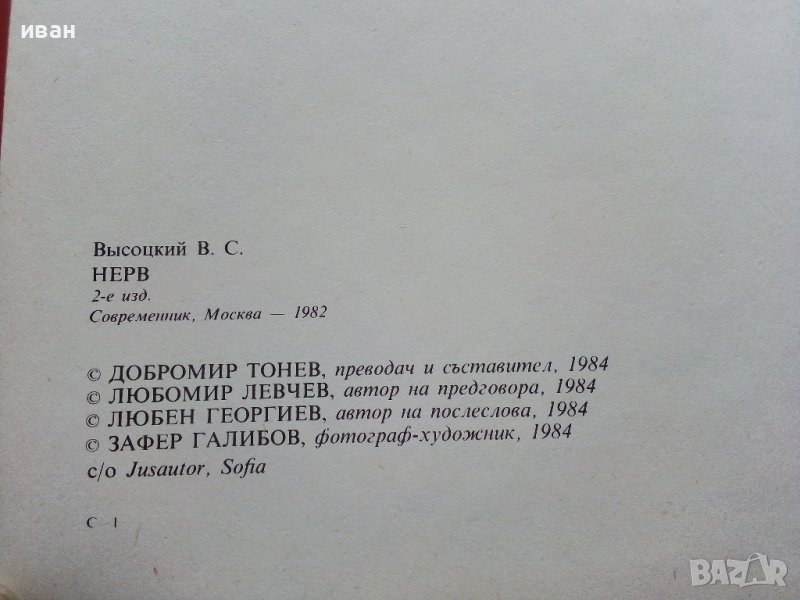 иван
Высоцкий В. С.
НЕРВ
2-е изд.
Современник, Москва — 1982
© ДОБРОМИР ТОНЕВ, преводач и съставител, 1984
© ЛЮБОМИР ЛЕВЧЕВ, автор на предговора, 1984
© ЛЮБЕН ГЕОРГИЕВ, автор на послеслова, 1984
© ЗАФЕР ГАЛИБОВ, фотограф-художник, 1984
c/o Jusautor, Sofia
С 1
BAZAR